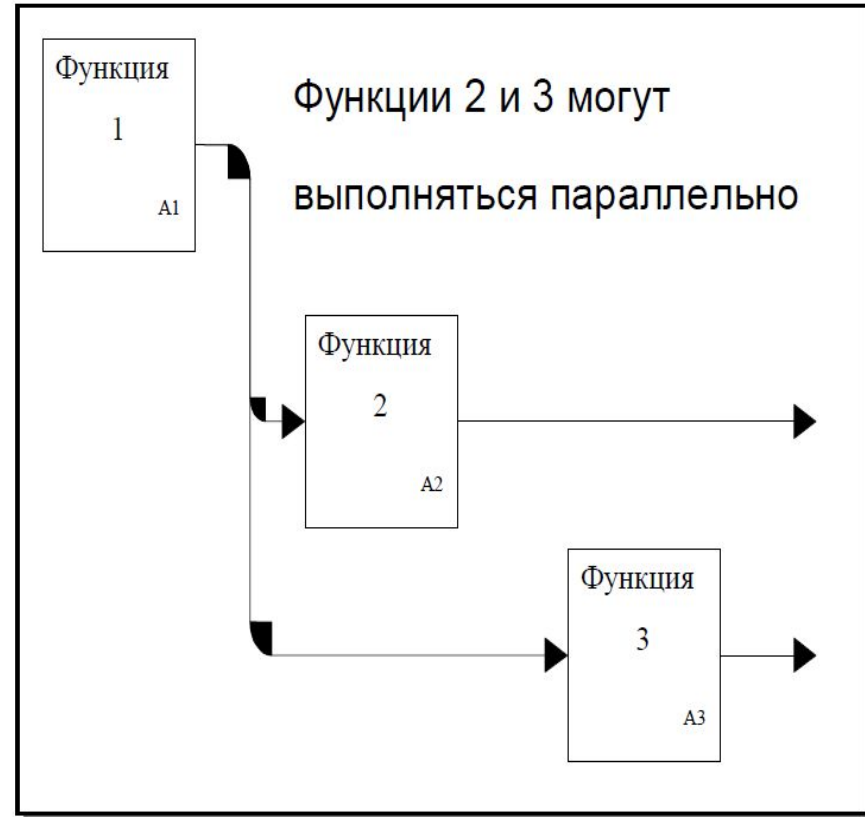 Функция
1
A1
Функции 2 и 3 могут
выполняться параллельно
Функция
2
A2
Функция
3
A3